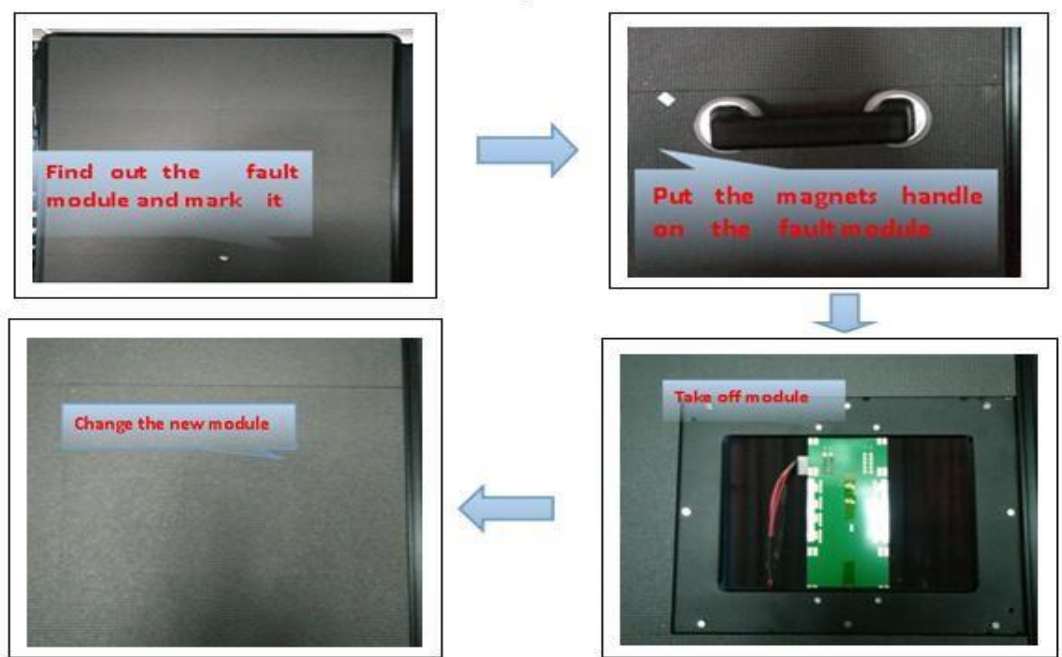 Find out the fault
module and mark it
Put the magnets handle
on the fault module
Take off module
Change the new module